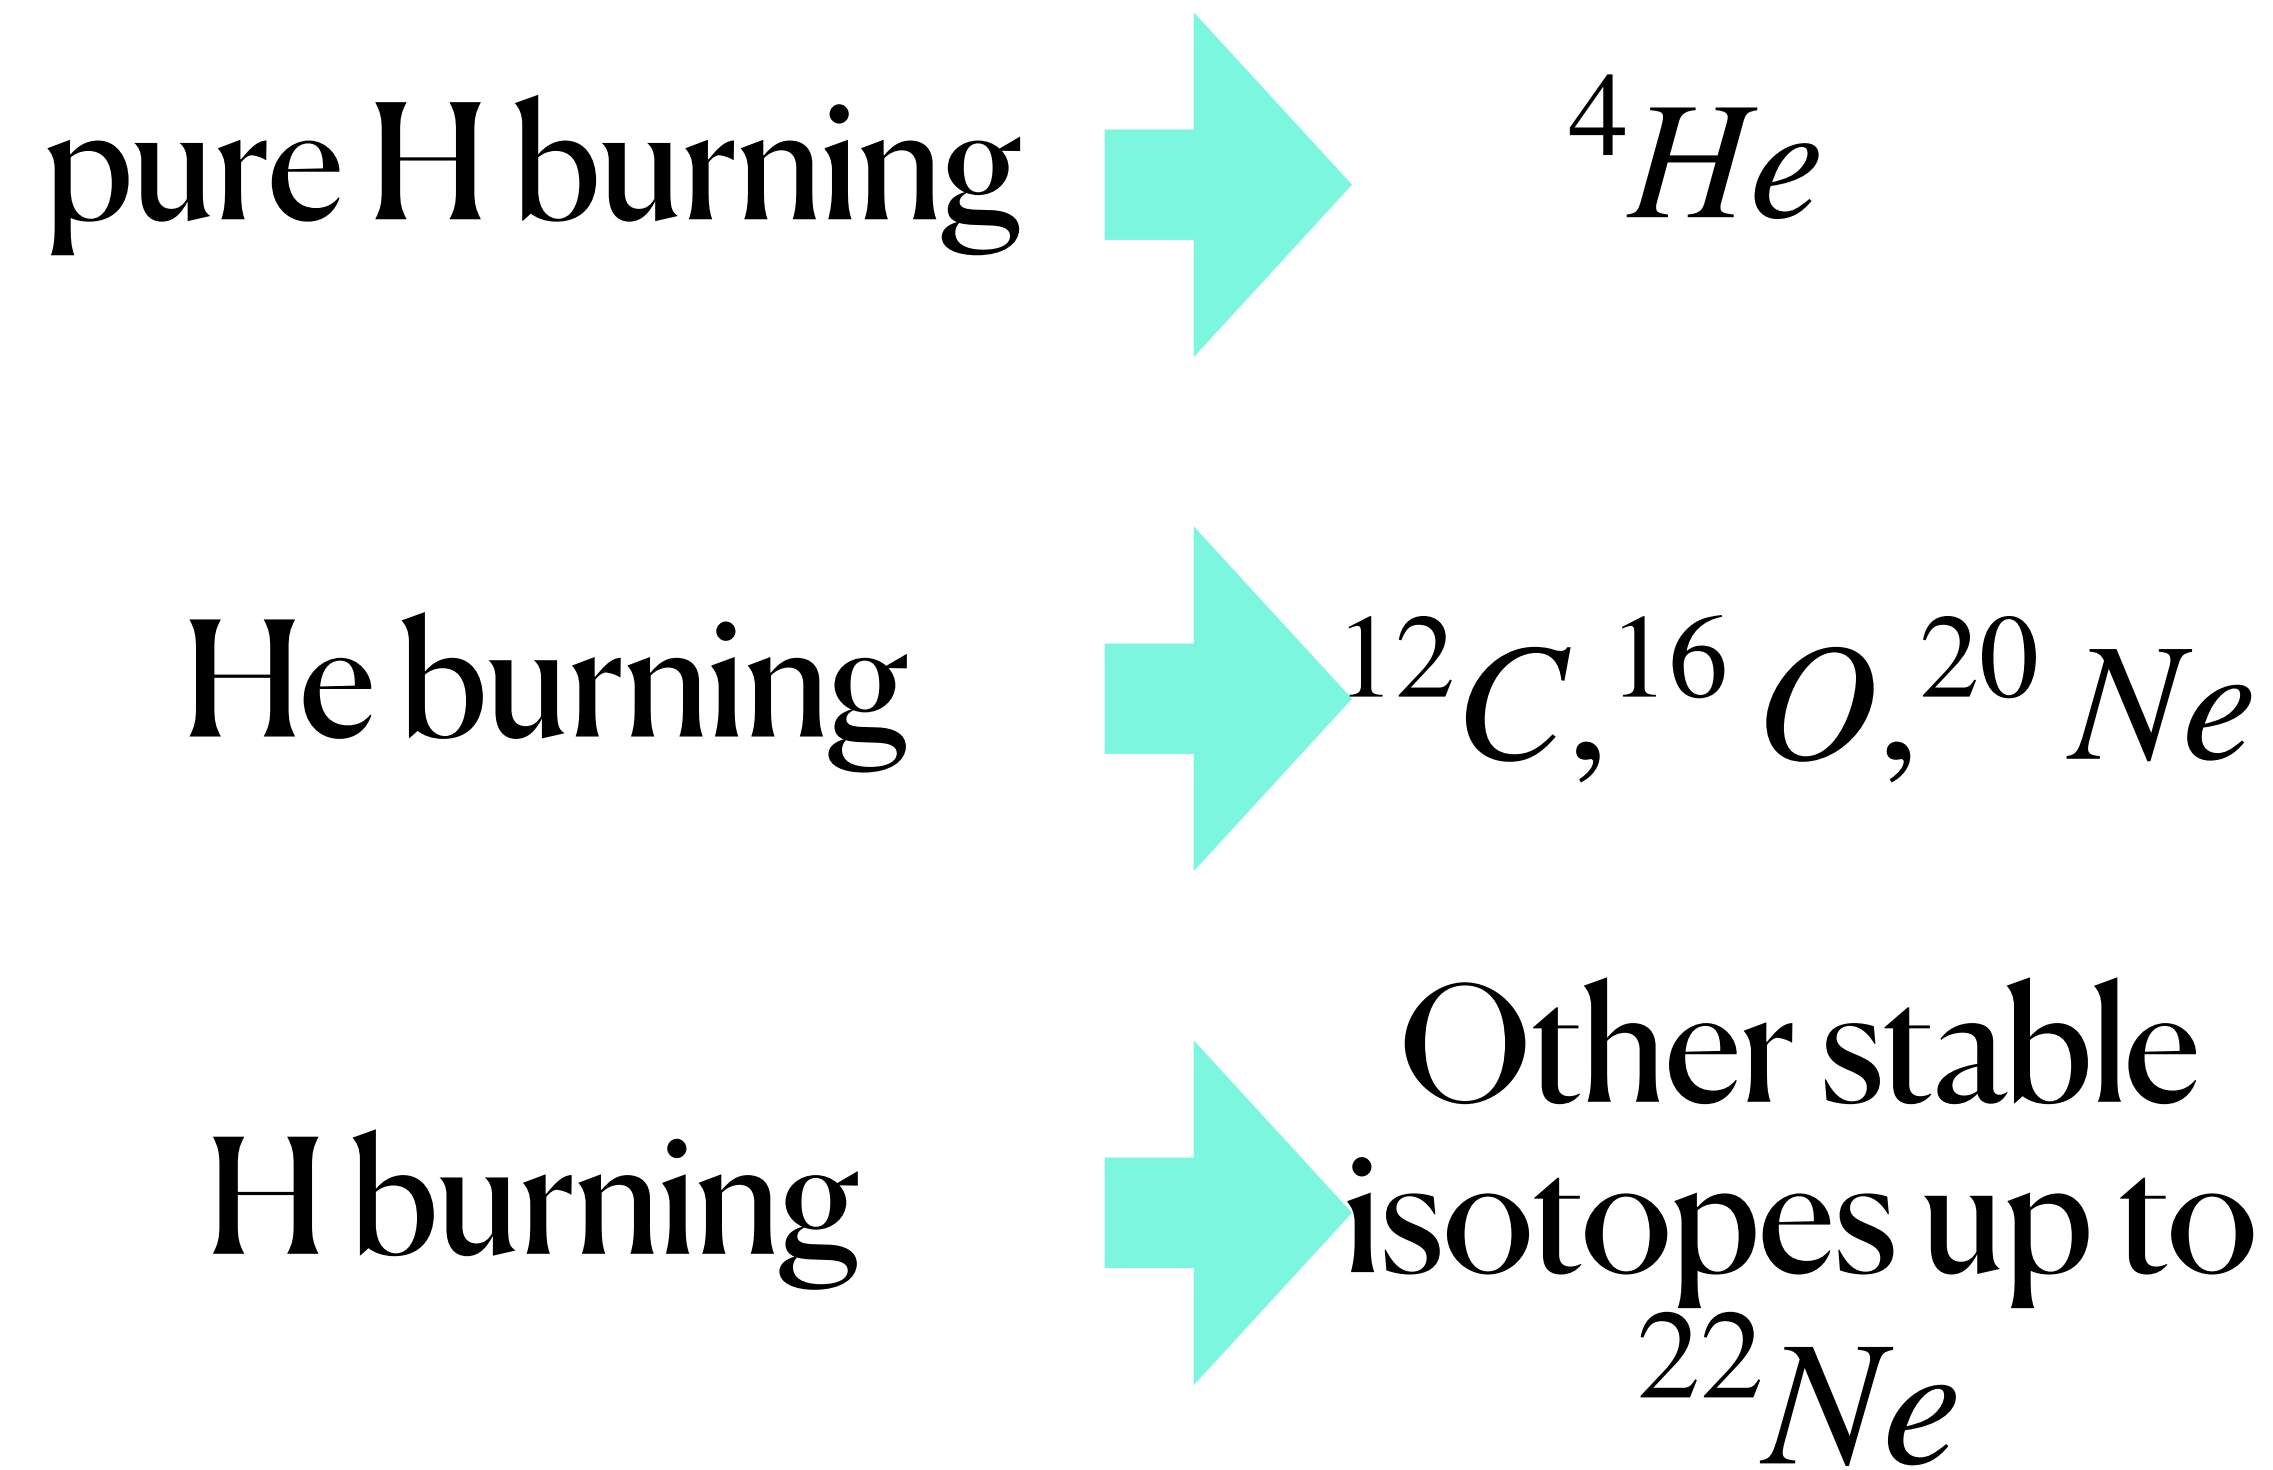 pure H burning
⁴He
He burning
¹²C,¹⁶O,²⁰Ne
H burning
Other stable
isotopes up to
²²Ne